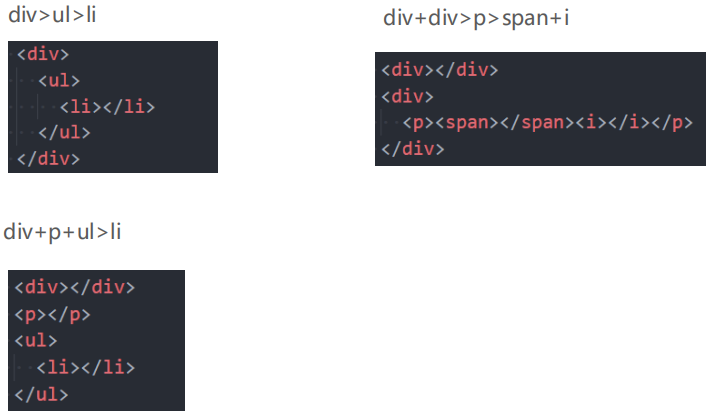 div>ul>li
<div>
<ul>
<li></li>
</ul>
</div>
div+div>p>span+i
<div></div>
<div>
<p><span></span><i></i></p>
</div>
div+p+ul>li
<div></div>
<p></p>
<ul>
<li></li>
</ul>